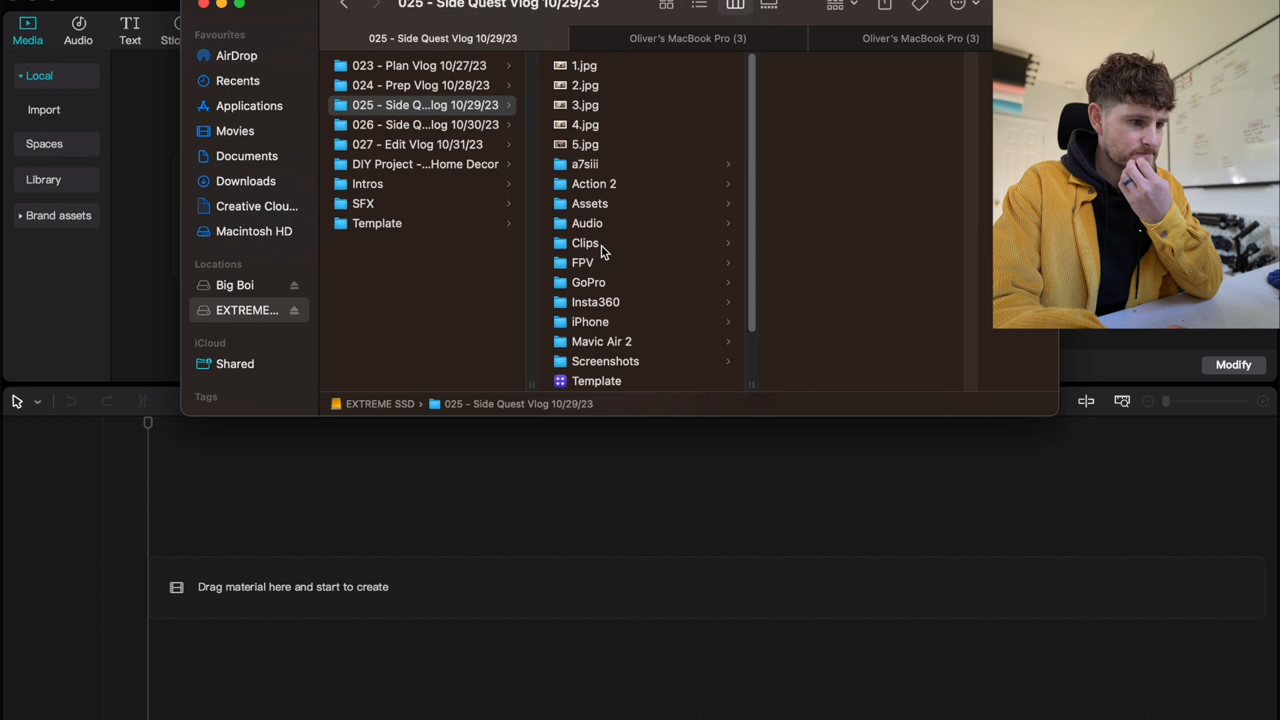 025 - Side Quest Vlog 10/29/23
Media
Audio
Text
Stic
Local
Import
Spaces
Library
Brand assets
Favourites
AirDrop
Recents
Applications
Movies
Documents
Downloads
Creative Clou...
Macintosh HD
Locations
Big Boi
EXTREME...
iCloud
Shared
Tags
025 - Side Quest Vlog 10/29/23
Oliver's MacBook Pro (3)
Oliver's MacBook Pro (3)
023 - Plan Vlog 10/27/23
024 - Prep Vlog 10/28/23
025 - Side Q...log 10/29/23
026 - Side Q...log 10/30/23
027 - Edit Vlog 10/31/23
DIY Project -...Home Decor
Intros
SFX
Template
1.jpg
2.jpg
3.jpg
4.jpg
5.jpg
a7siii
Action 2
Assets
Audio
Clips
FPV
GoPro
Insta360
iPhone
Mavic Air 2
Screenshots
Template
EXTREME SSD › 025 - Side Quest Vlog 10/29/23
Modify
Drag material here and start to create